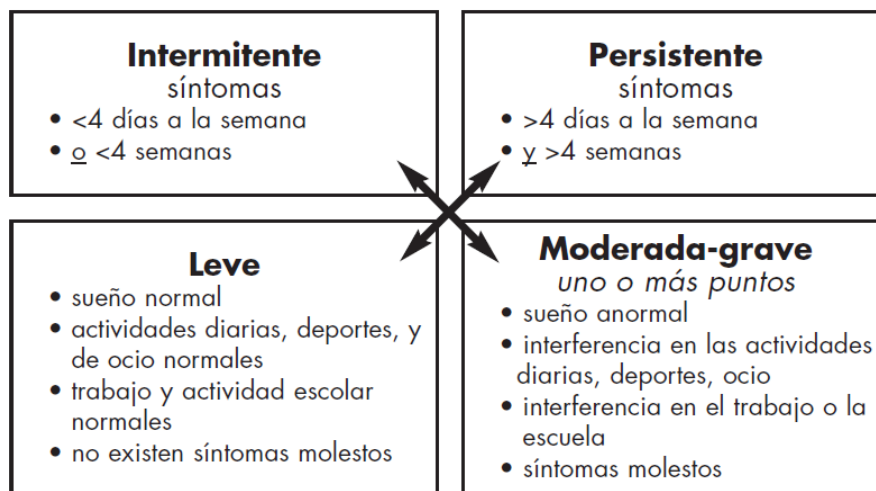 Intermitente
síntomas
• <4 días a la semana
• o <4 semanas
Persistente
síntomas
• >4 días a la semana
• y >4 semanas
Leve
• sueño normal
• actividades diarias, deportes, y
de ocio normales
• trabajo y actividad escolar
normales
• no existen síntomas molestos
Moderada-grave
uno o más puntos
• sueño anormal
• interferencia en las actividades
diarias, deportes, ocio
• interferencia en el trabajo o la
escuela
• síntomas molestos